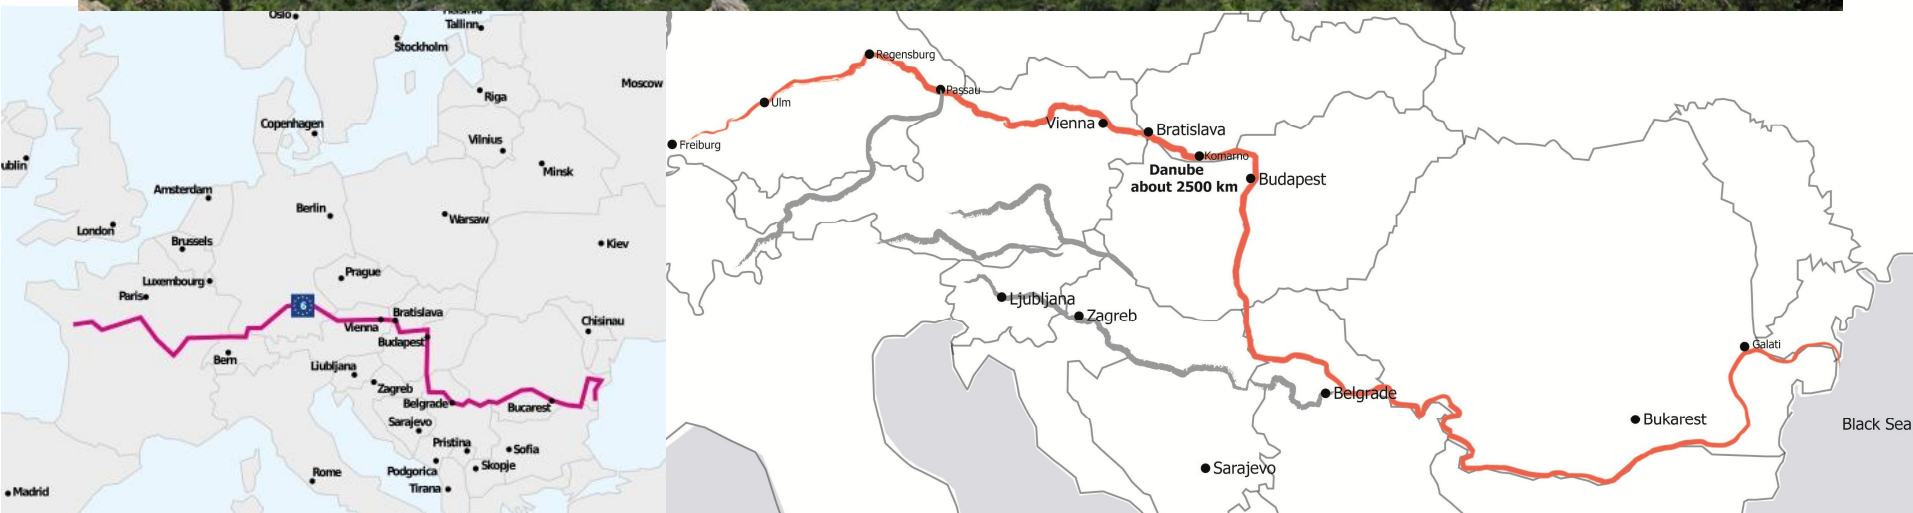 Oslo
Helsinki
Tallinn
Stockholm
Moscow
Riga
Copenhagen
Vilnius
ublin
Minsk
Amsterdam
Berlin
Warsaw
London
Brussels
Kiev
Prague
Luxembourg
Paris
6
Bratislava
Chisinau
Vienna
Budapest
Bern
Ljubljana
Zagreb
Belgrade
Bucarest
Sarajevo
Pristina
Sofia
Podgorica
Skopje
Rome
Tirana
Madrid
Regensburg
Passau
Ulm
Vienna
Bratislava
Freiburg
Komarno
Danube
about 2500 km
Budapest
Ljubljana
Zagreb
Galati
Belgrade
Bukarest
Black Sea
Sarajevo